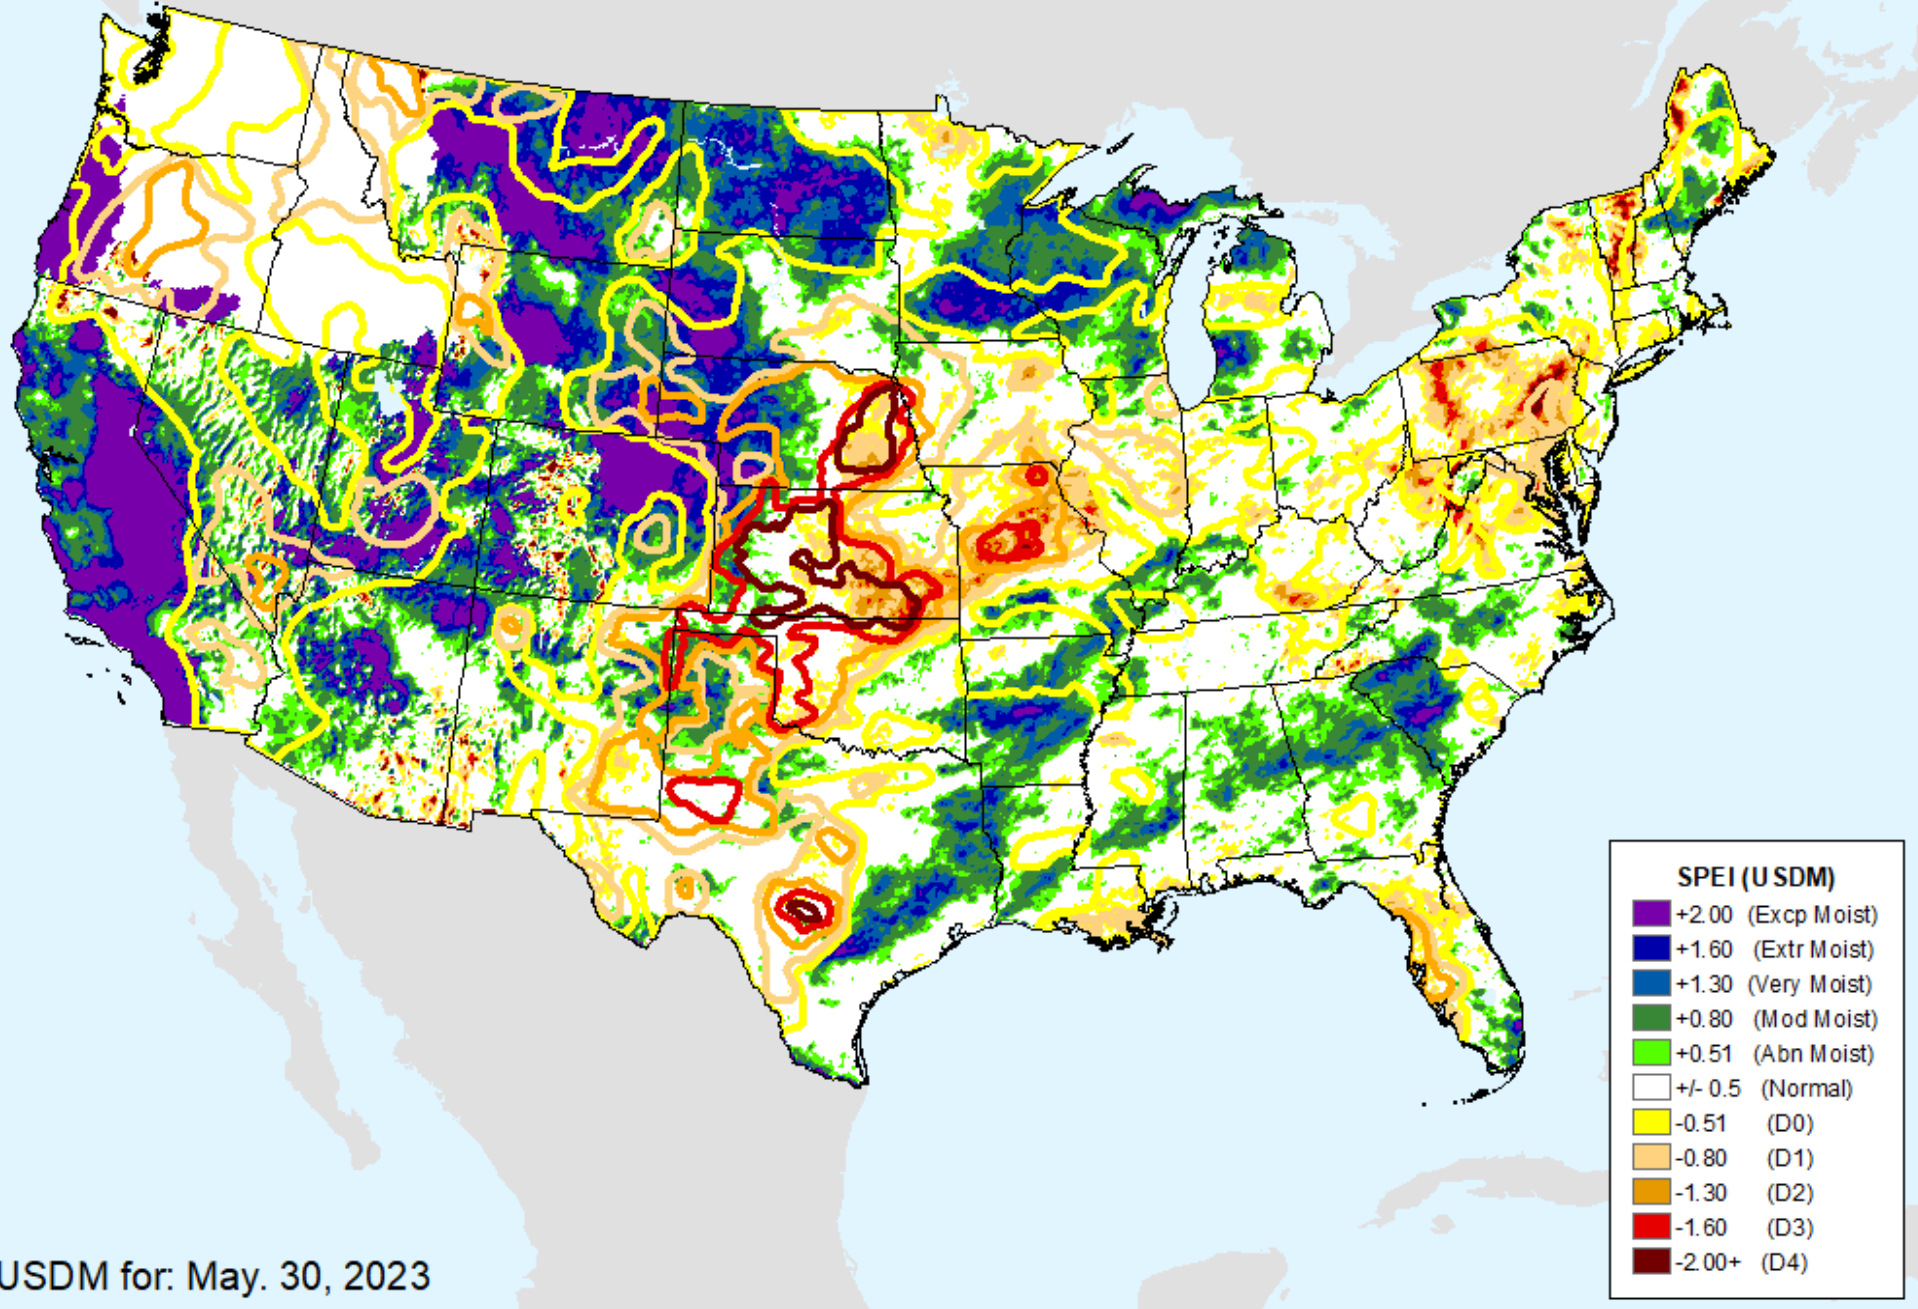 SPEI (USDM)
+2.00 (Excp Moist)
+1.60 (Extr Moist)
+1.30 (Very Moist)
+0.80 (Mod Moist)
+0.51 (Abn Moist)
+/- 0.5 (Normal)
-0.51 (D0)
-0.80 (D1)
-1.30 (D2)
-1.60 (D3)
-2.00+ (D4)
USDM for: May. 30, 2023